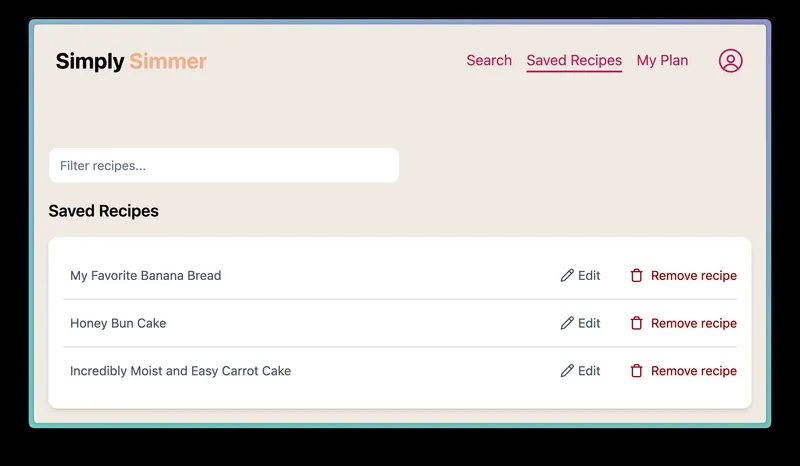 Simply Simmer
Search Saved Recipes My Plan
Filter recipes...
Saved Recipes
My Favorite Banana Bread Edit Remove recipe
Honey Bun Cake Edit Remove recipe
Incredibly Moist and Easy Carrot Cake Edit Remove recipe